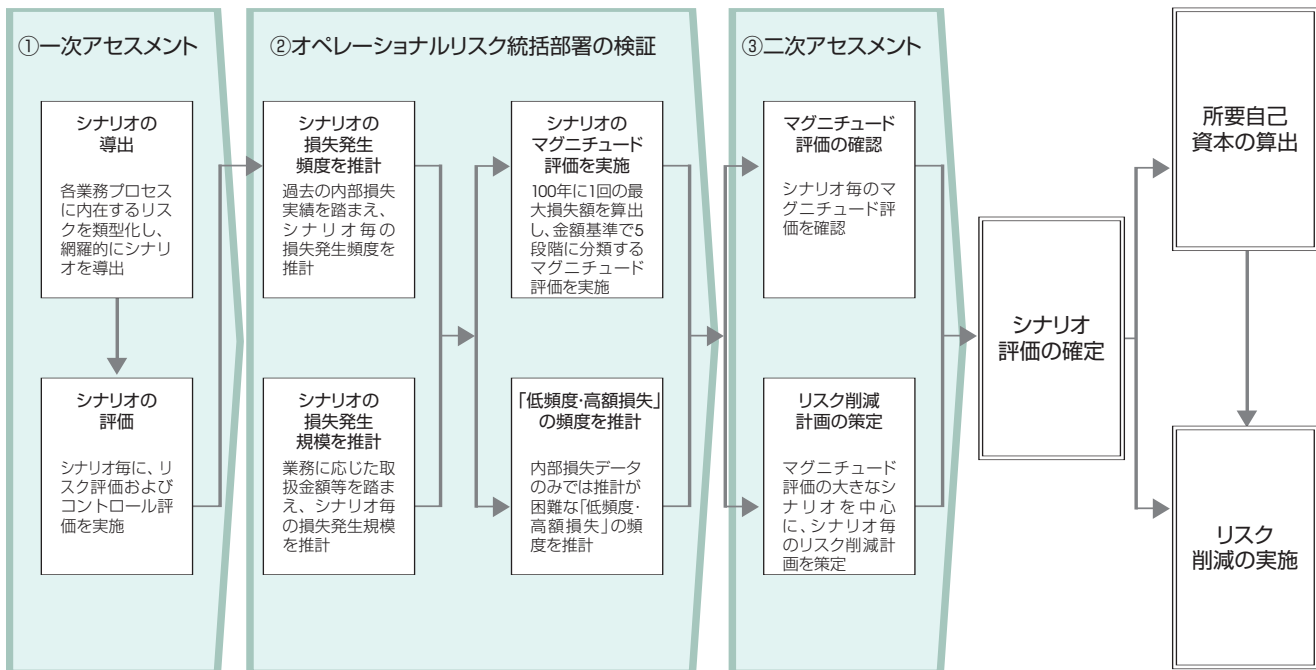 ①一次アセスメント
シナリオの
導出
各業務プロセス
に内在するリス
クを類型化し、
網羅的にシナリ
オを導出
シナリオの
評価
シナリオ毎に、リ
スク評価および
コントロール評
価を実施
②オペレーショナルリスク統括部署の検証
シナリオの
損失発生
頻度を推計
過去の内部損失
実績を踏まえ、
シナリオ毎の
損失発生頻度を
推計
シナリオの
損失発生
規模を推計
業務に応じた取
扱金額等を踏ま
え、シナリオ毎
の損失発生規模
を推計
シナリオの
マグニチュード
評価を実施
100年に1回の最
大損失額を算出
し、金額基準で5
段階に分類する
マグニチュード
評価を実施
「低頻度・高額損失」
の頻度を推計
内部損失データ
のみでは推計が
困難な「低頻度・
高額損失」の頻
度を推計
③二次アセスメント
マグニチュード
評価の確認
シナリオ毎のマ
グニチュード評
価を確認
リスク削減
計画の策定
マグニチュード
評価の大きなシ
ナリオを中心
に、シナリオ毎
のリスク削減計
画を策定
シナリオ
評価の確定
所要自己
資本の算出
リスク
削減の実施